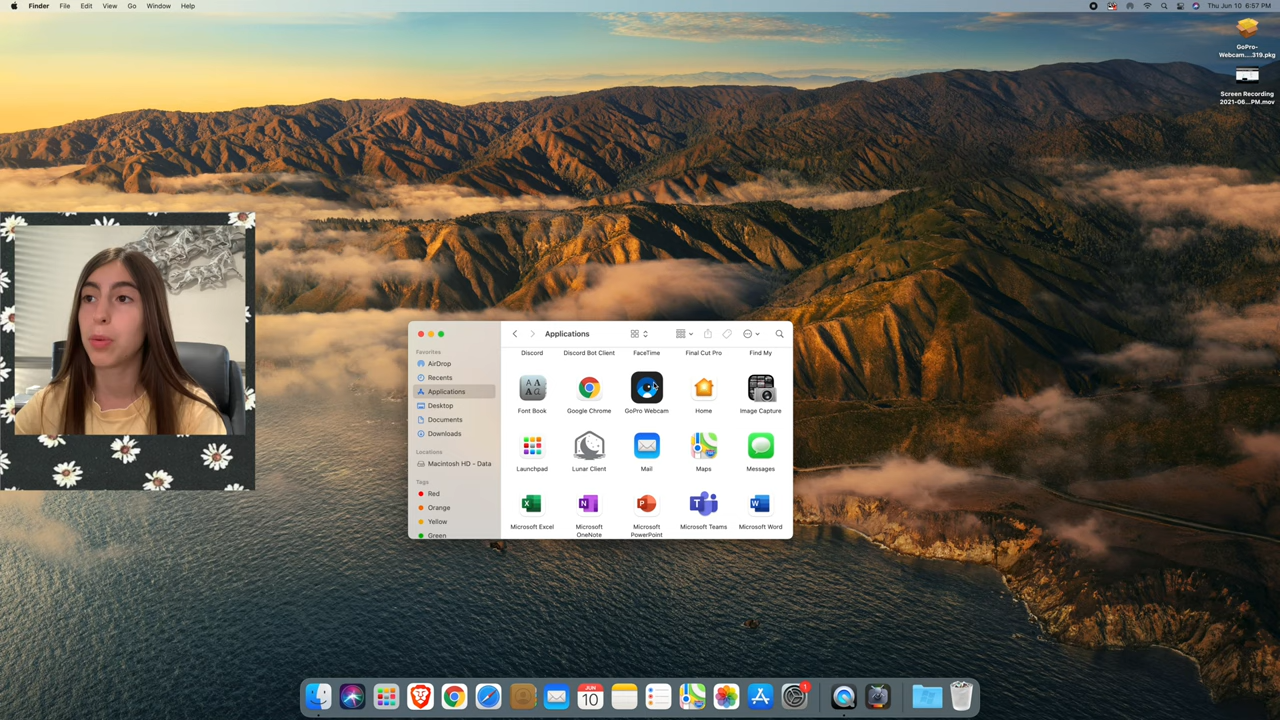 Finder File Edit View Go Window Help
Thu Jun 10 6:57 PM
GoPro-
Webcam....319.pkg
Screen Recording
2021-06...PM.mov
Applications
Favorites
AirDrop
Recents
Applications
Desktop
Documents
Downloads
Locations
Macintosh HD - Data
Tags
Red
Orange
Yellow
Green
Discord
Discord Bot Client
FaceTime
Final Cut Pro
Find My
Font Book
Google Chrome
GoPro Webcam
Home
Image Capture
Launchpad
Lunar Client
Mail
Maps
Messages
Microsoft Excel
Microsoft
OneNote
Microsoft
PowerPoint
Microsoft Teams
Microsoft Word
JUN
10
1